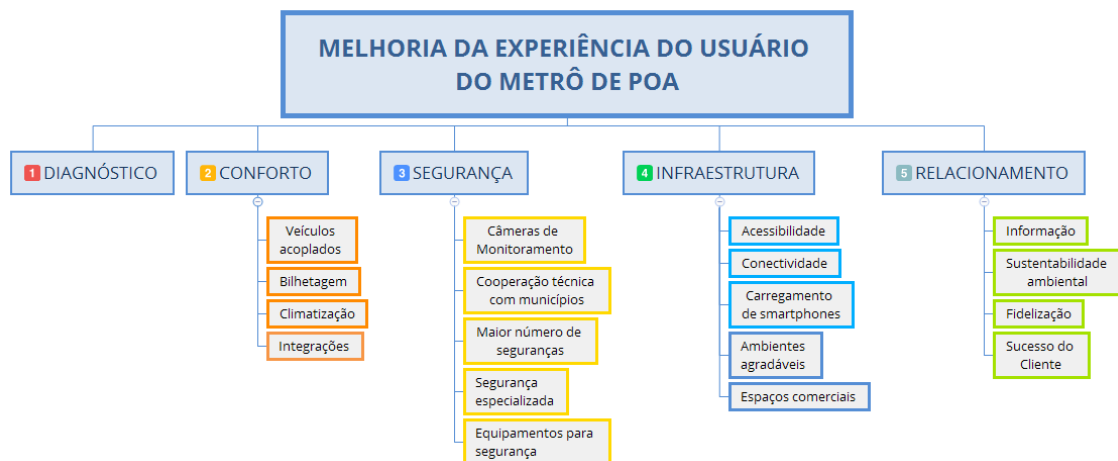 MELHORIA DA EXPERIÊNCIA DO USUÁRIO
DO METRÔ DE POA
1 DIAGNÓSTICO
2 CONFORTO
Veículos
acoplados
Bilhetagem
Climatização
Integrações
3 SEGURANÇA
Câmeras de
Monitoramento
Cooperação técnica
com municípios
Maior número de
seguranças
Segurança
especializada
Equipamentos para
segurança
4 INFRAESTRUTURA
Acessibilidade
Conectividade
Carregamento
de smartphones
Ambientes
agradáveis
Espaços comerciais
5 RELACIONAMENTO
Informação
Sustentabilidade
ambiental
Fidelização
Sucesso do
Cliente